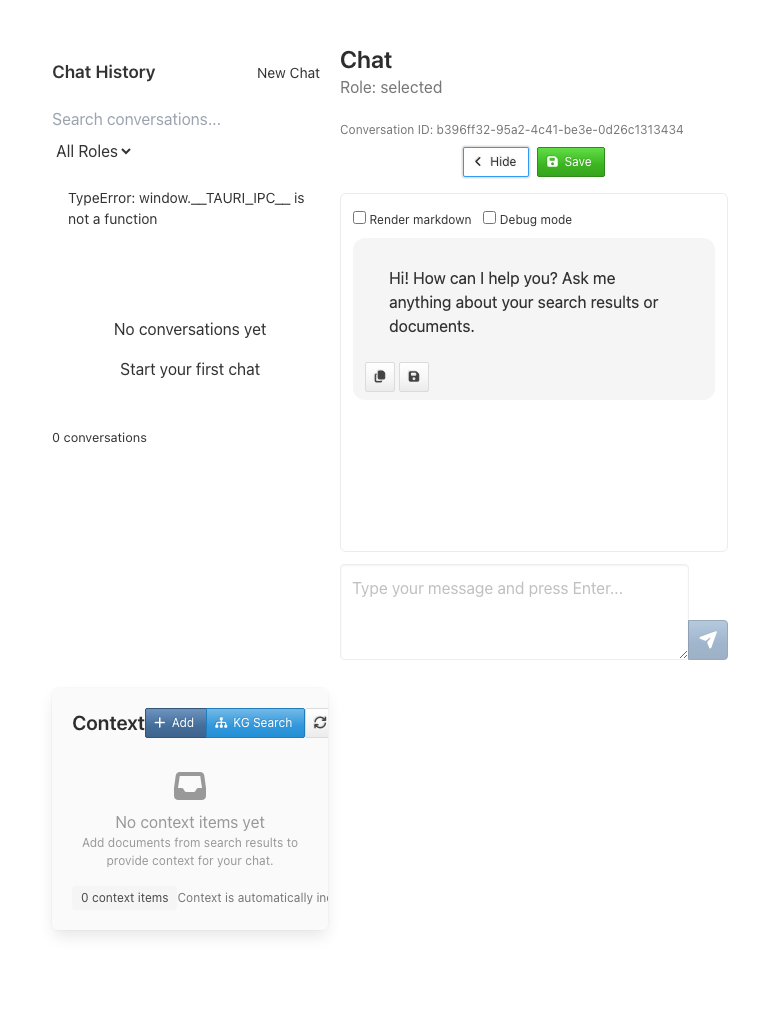 Chat History
New Chat
Search conversations...
All Roles
TypeError: window.__TAURI_IPC__ is
not a function
No conversations yet
Start your first chat
0 conversations
Chat
Role: selected
Conversation ID: b396ff32-95a2-4c41-be3e-0d26c1313434
Hide
Save
Render markdown
Debug mode
Hi! How can I help you? Ask me
anything about your search results or
documents.
Type your message and press Enter...
Context
Add
KG Search
No context items yet
Add documents from search results to
provide context for your chat.
0 context items
Context is automatically